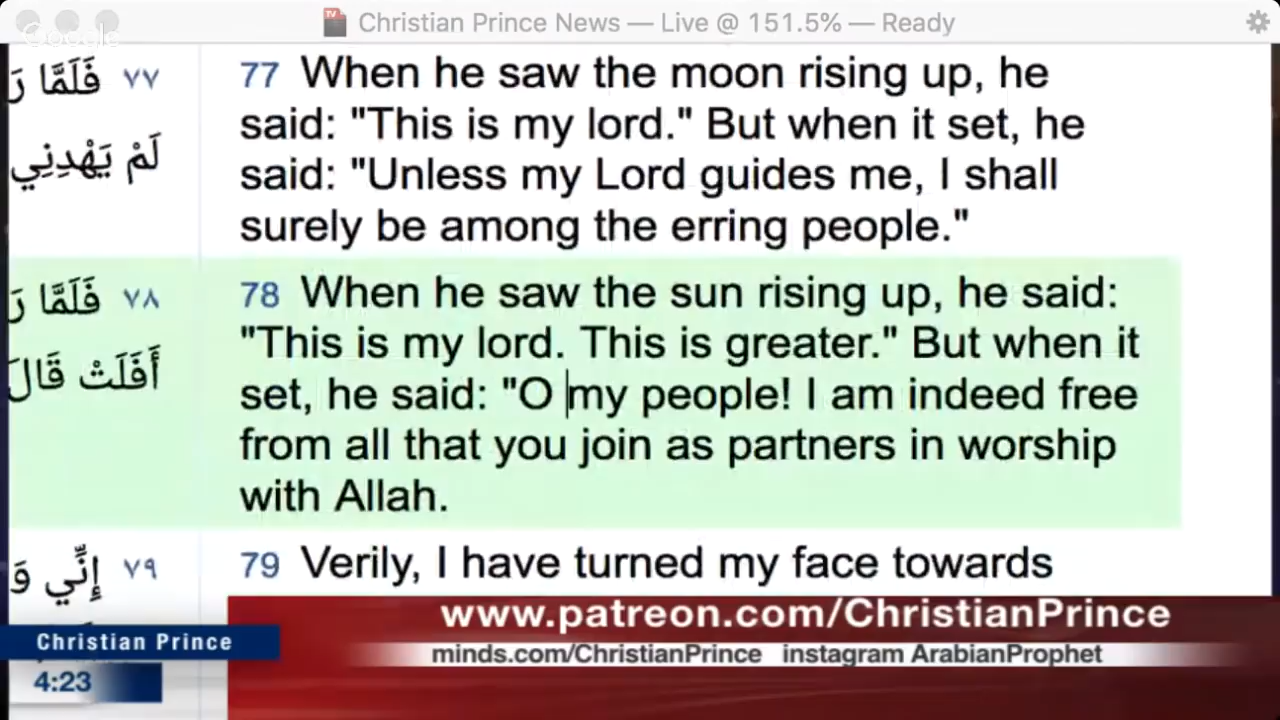 Christian Prince News — Live @ 151.5% — Ready
Google
TV
٧٧ فَلَمَّا رَ
لَمْ يَهْدِنِي
77 When he saw the moon rising up, he
said: "This is my lord." But when it set, he
said: "Unless my Lord guides me, I shall
surely be among the erring people."
٧٨ فَلَمَّا رَ
أَفَلَتْ قَالَ
78 When he saw the sun rising up, he said:
"This is my lord. This is greater." But when it
set, he said: "O my people! I am indeed free
from all that you join as partners in worship
with Allah.
٧٩ إِنِّي وَ
79 Verily, I have turned my face towards
www.patreon.com/ChristianPrince
Christian Prince
minds.com/ChristianPrince instagram ArabianProphet
4:23